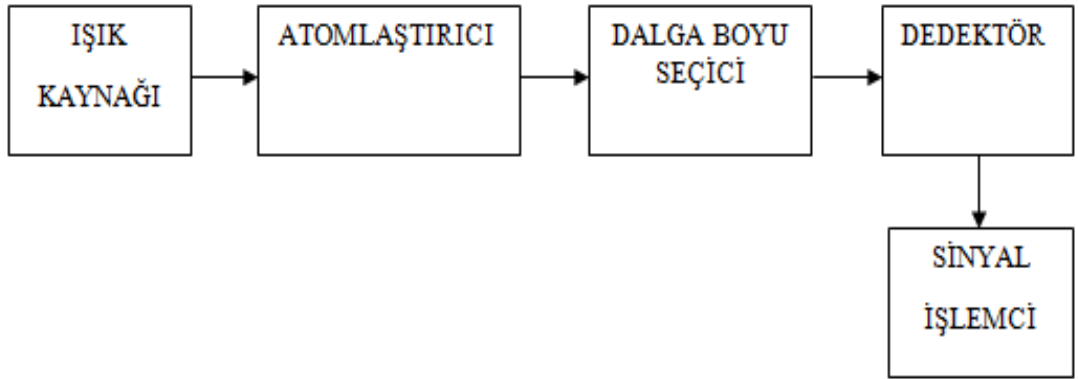 IŞIK
KAYNAĞI
ATOMLAŞTIRICI
DALGA BOYU
SEÇİCİ
DEDEKTÖR
SİNYAL
İŞLEMCİ